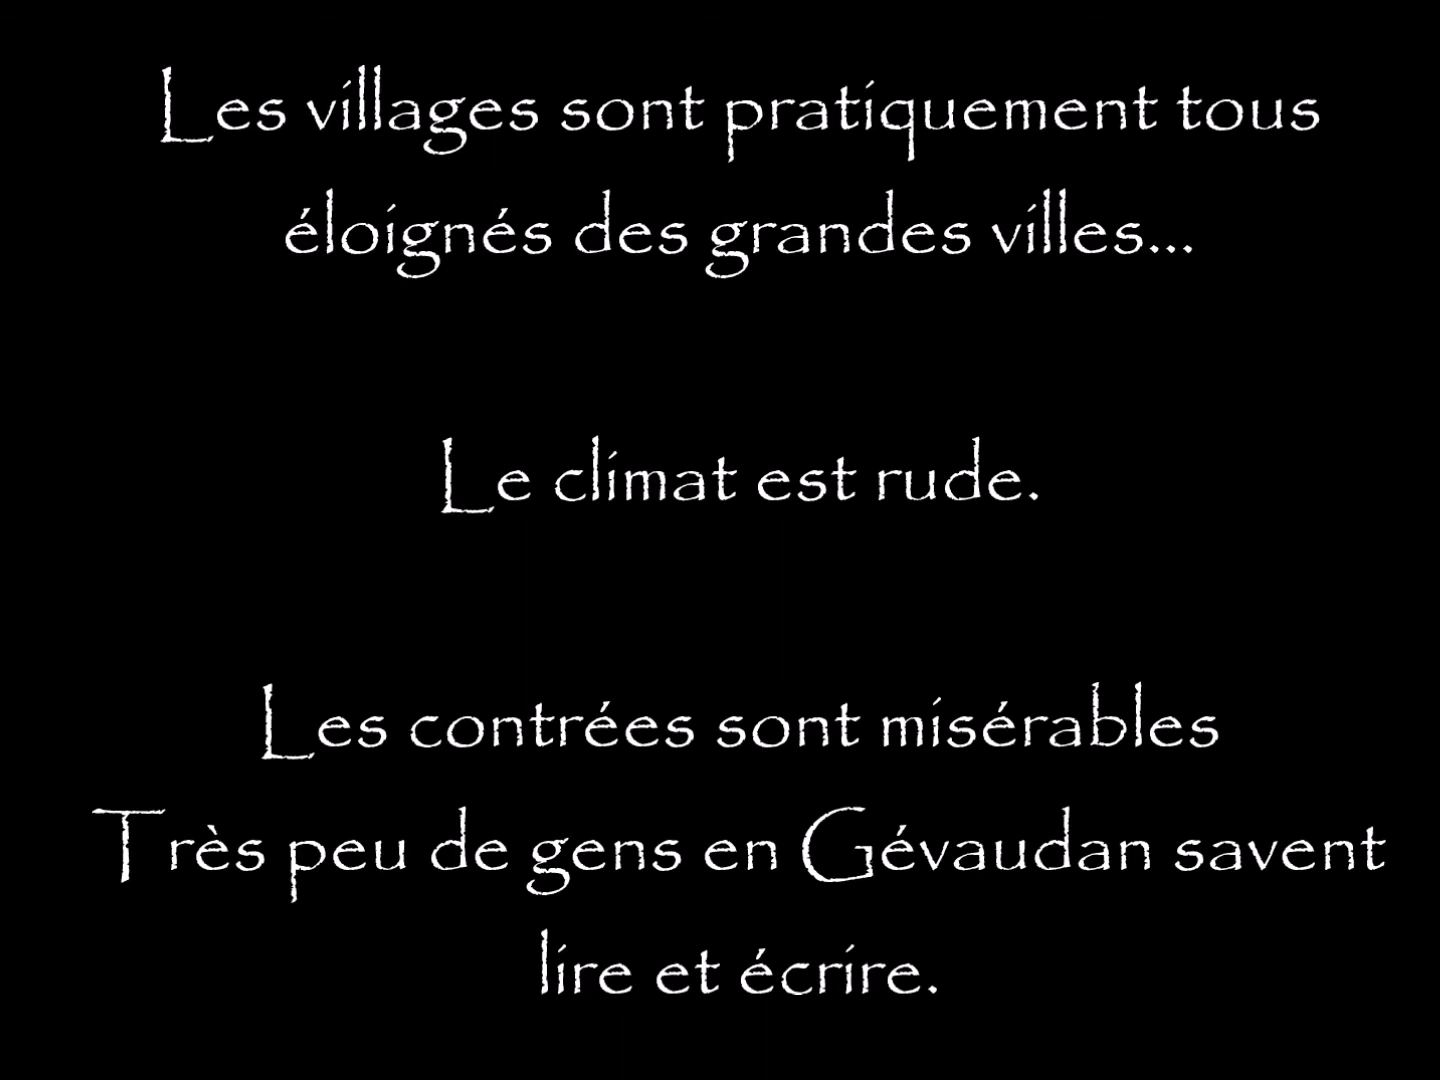 Les villages sont pratiquement tous
éloignés des grandes villes...
Le climat est rude.
Les contrées sont misérables
Très peu de gens en Gévaudan savent
lire et écrire.